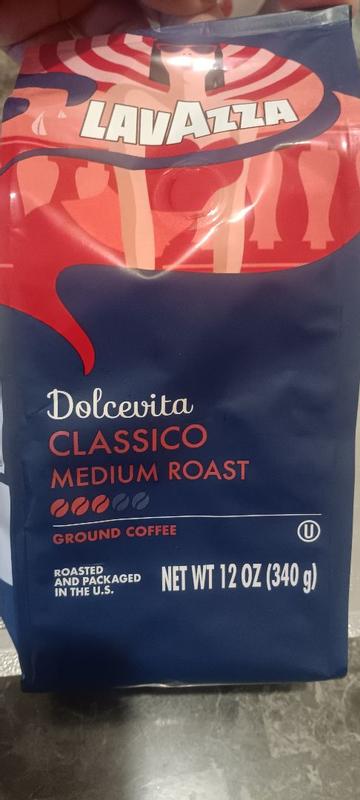 LAVAZZA
Dolcevita
CLASSICO
MEDIUM ROAST
GROUND COFFEE
U
ROASTED
AND PACKAGED
IN THE U.S.
NET WT 12 OZ (340 g)